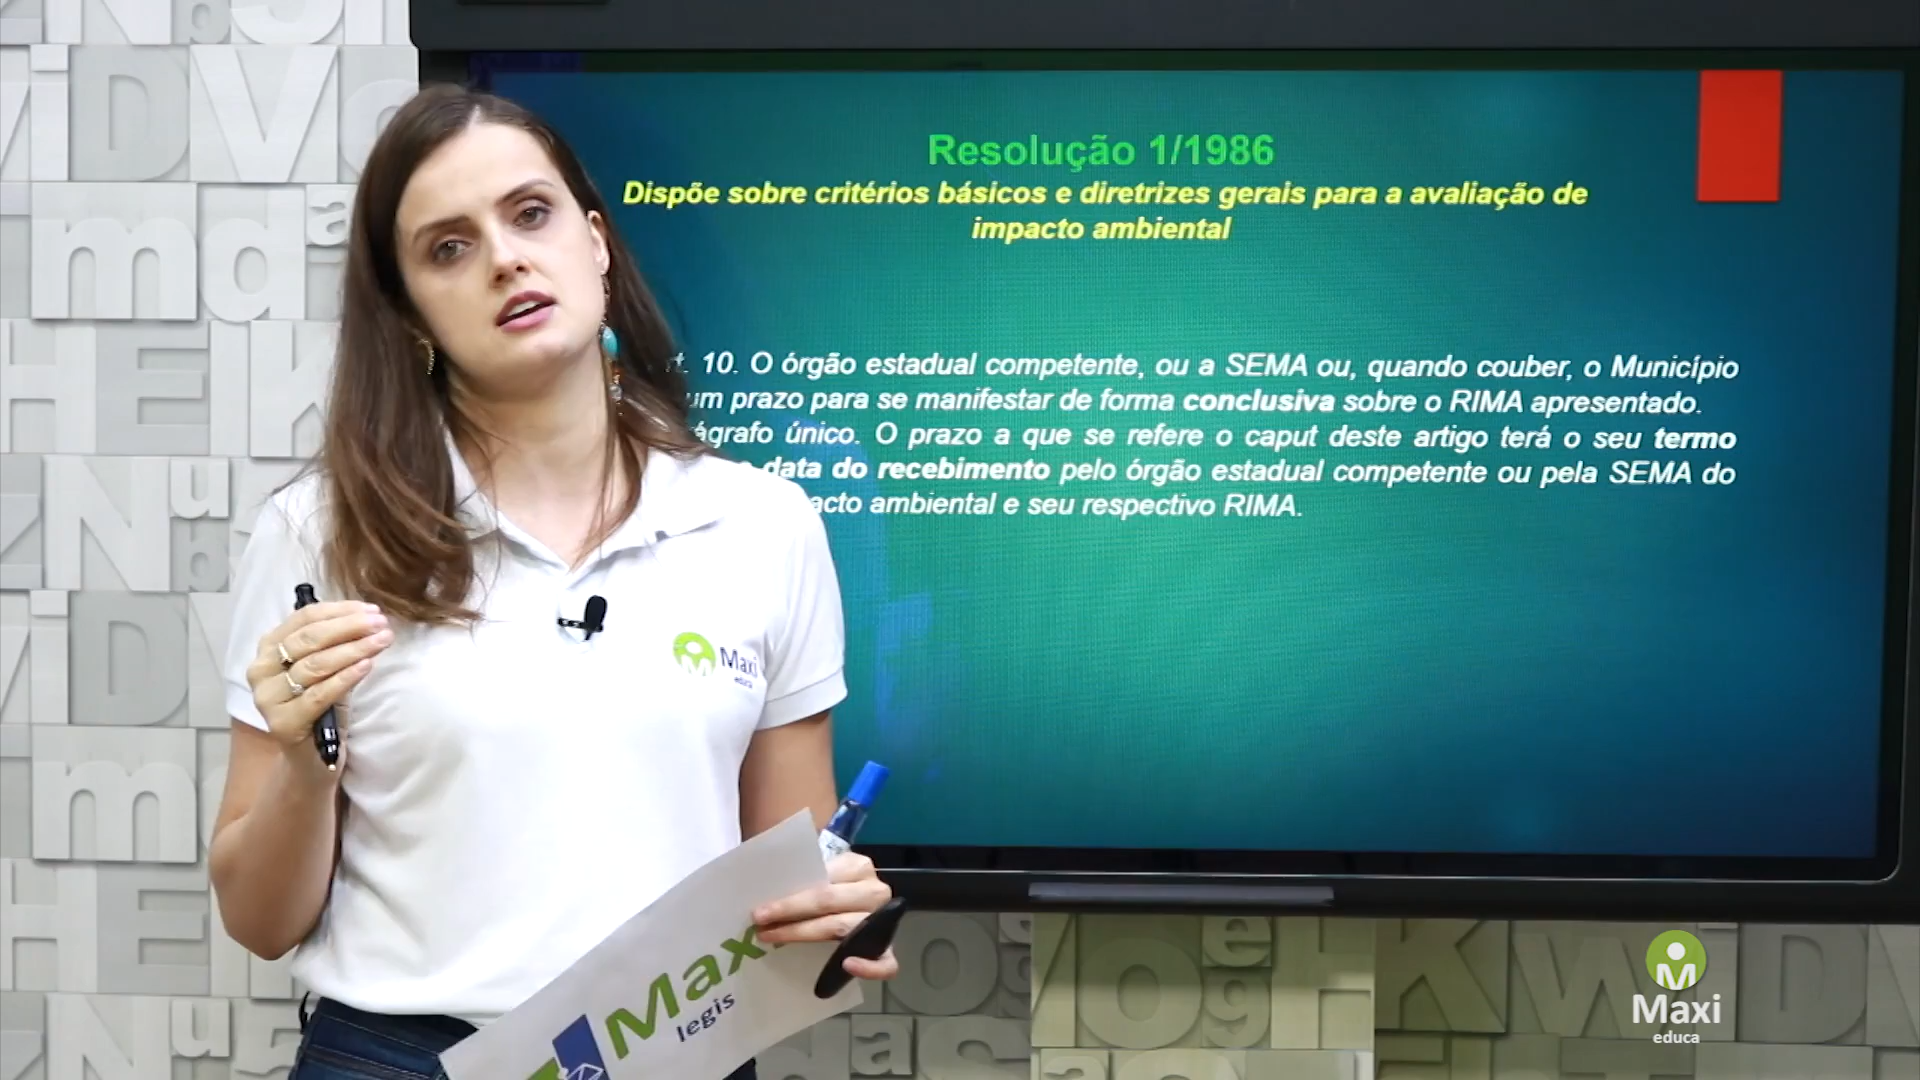 Resolução 1/1986
Dispõe sobre critérios básicos e diretrizes gerais para a avaliação de
impacto ambiental
10. O órgão estadual competente, ou a SEMA ou, quando couber, o Município
um prazo para se manifestar de forma conclusiva sobre o RIMA apresentado.
único. O prazo a que se refere o caput deste artigo terá o seu termo
data do recebimento pelo órgão estadual competente ou pela SEMA do
ambiental e seu respectivo RIMA.
Maxi
educa
Maxi
legis
Maxi
educa